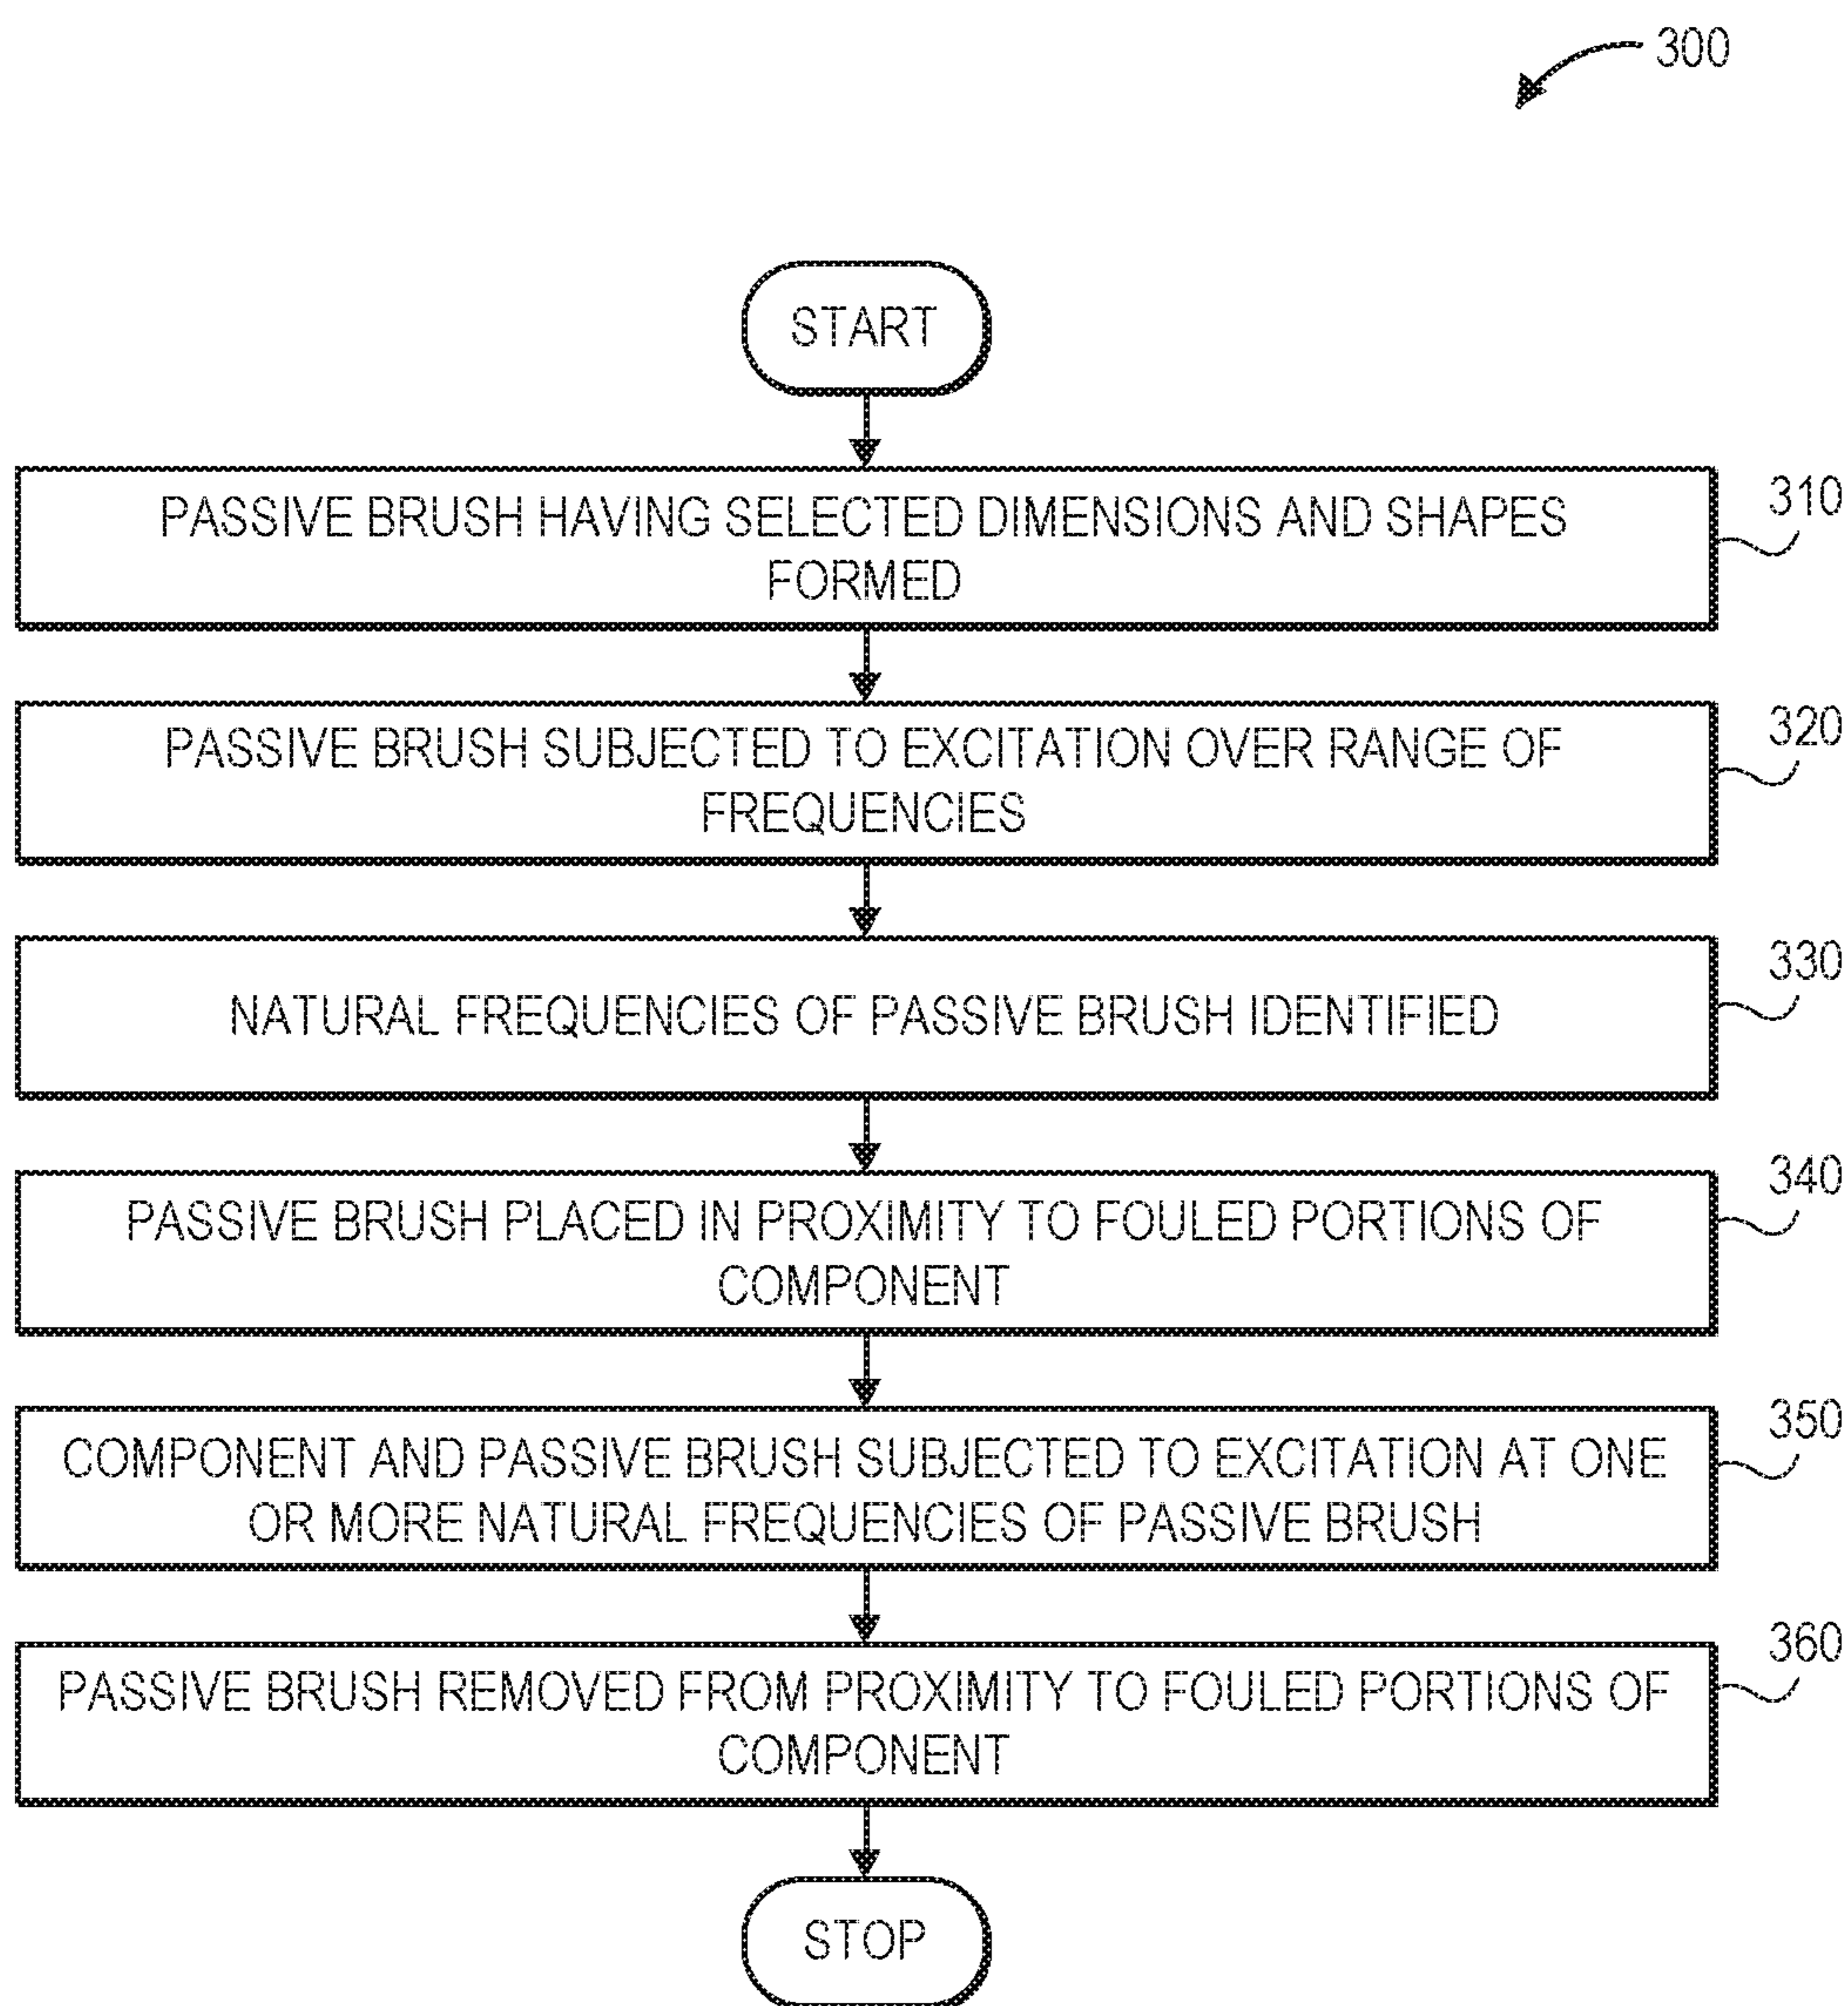 300
START
PASSIVE BRUSH HAVING SELECTED DIMENSIONS AND SHAPES
FORMED
310
PASSIVE BRUSH SUBJECTED TO EXCITATION OVER RANGE OF
FREQUENCIES
320
NATURAL FREQUENCIES OF PASSIVE BRUSH IDENTIFIED
330
PASSIVE BRUSH PLACED IN PROXIMITY TO FOULED PORTIONS OF
COMPONENT
340
COMPONENT AND PASSIVE BRUSH SUBJECTED TO EXCITATION AT ONE
OR MORE NATURAL FREQUENCIES OF PASSIVE BRUSH
350
PASSIVE BRUSH REMOVED FROM PROXIMITY TO FOULED PORTIONS OF
COMPONENT
360
STOP